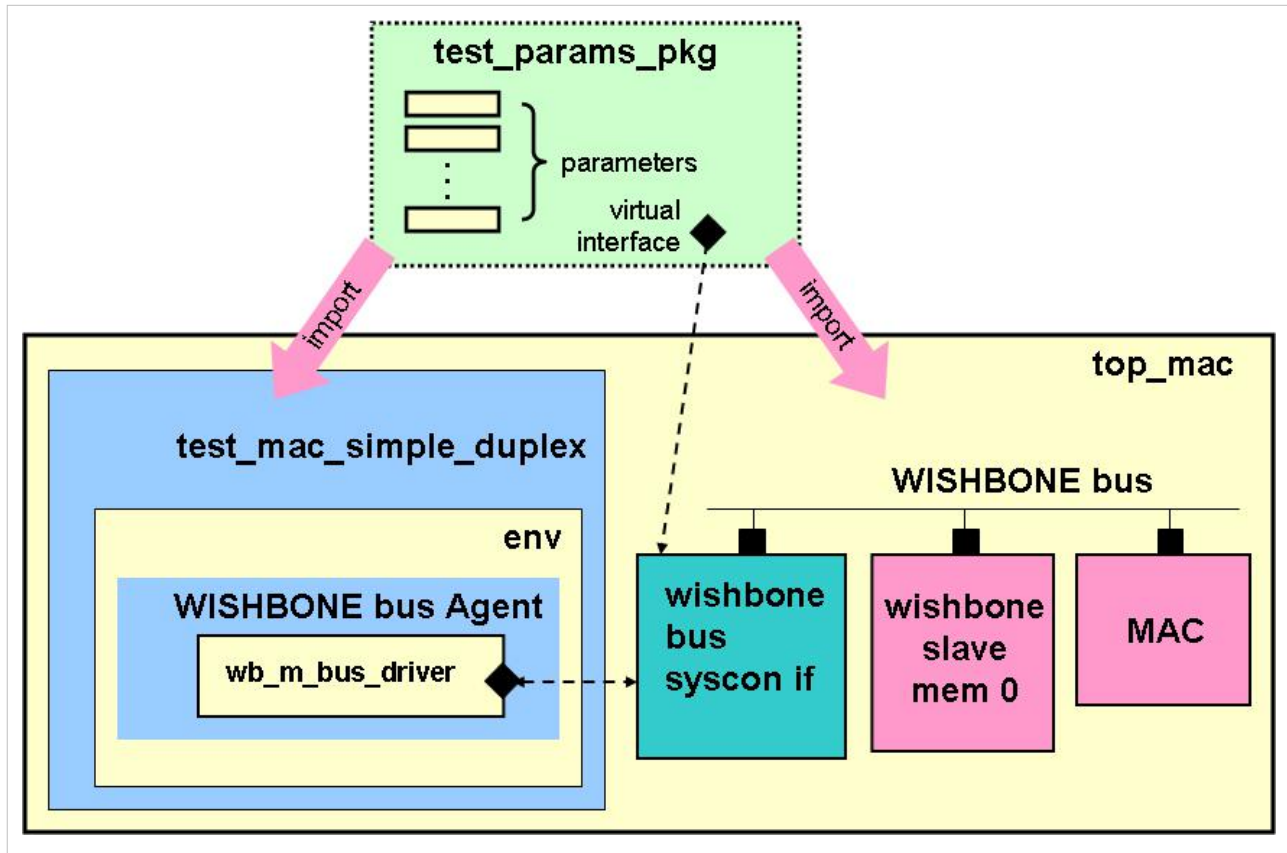 test_params_pkg
parameters
virtual
interface
import
import
top_mac
test_mac_simple_duplex
WISHBONE bus
env
WISHBONE bus Agent
wb_m_bus_driver
wishbone
bus
syscon if
wishbone
slave
mem 0
MAC